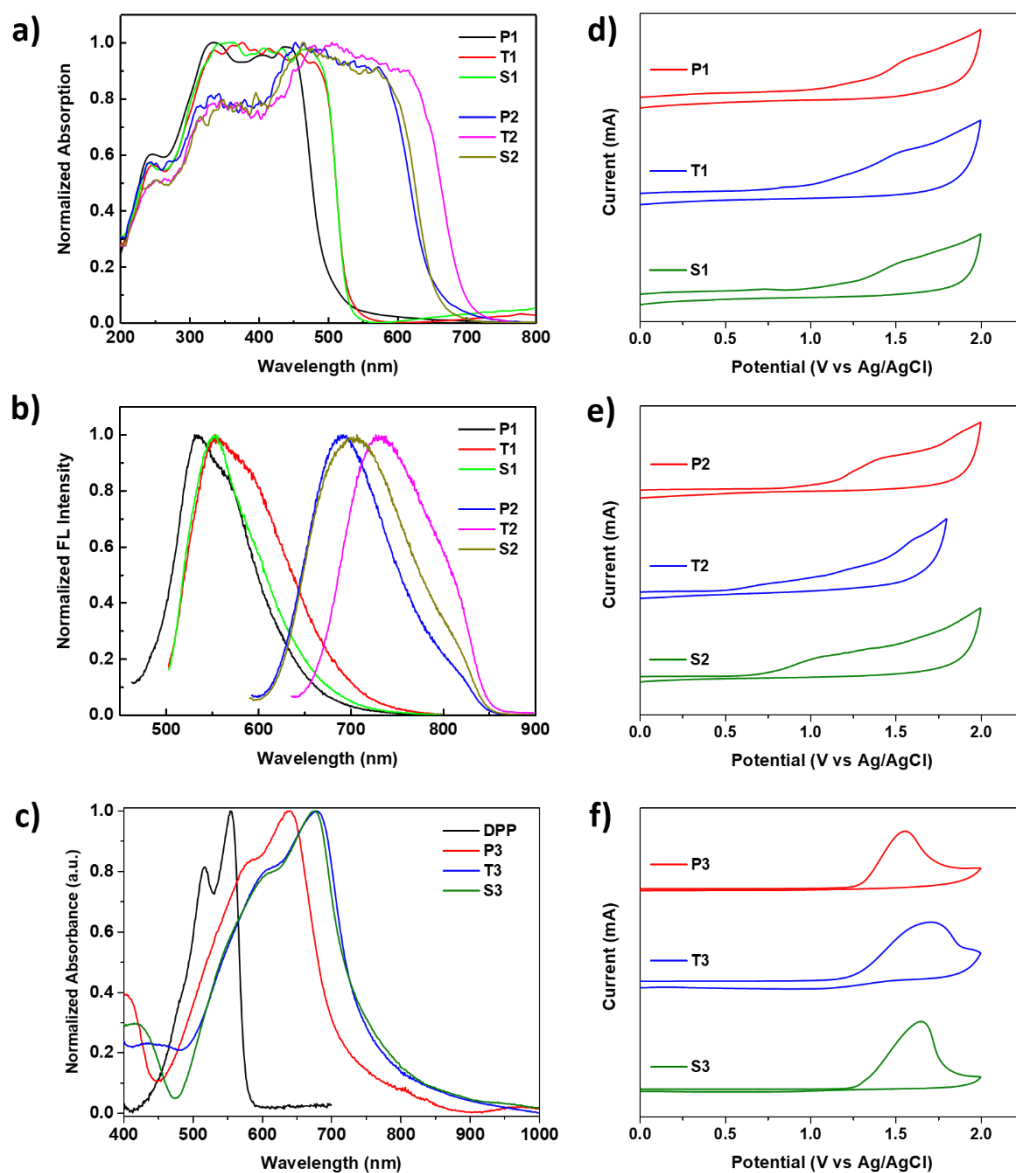 a)
Normalized Absorption
1.0
0.8
0.6
0.4
0.2
0.0
200 300 400 500 600 700 800
Wavelength (nm)
P1
T1
S1
P2
T2
S2
d)
Current (mA)
P1
T1
S1
0.0 0.5 1.0 1.5 2.0
Potential (V vs Ag/AgCl)
b)
Normalized FL Intensity
1.0
0.8
0.6
0.4
0.2
0.0
500 600 700 800 900
Wavelength (nm)
P1
T1
S1
P2
T2
S2
e)
Current (mA)
P2
T2
S2
0.0 0.5 1.0 1.5 2.0
Potential (V vs Ag/AgCl)
c)
Normalized Absorbance (a.u.)
1.0
0.8
0.6
0.4
0.2
0.0
400 500 600 700 800 900 1000
Wavelength (nm)
DPP
P3
T3
S3
f)
Current (mA)
P3
T3
S3
0.0 0.5 1.0 1.5 2.0
Potential (V vs Ag/AgCl)